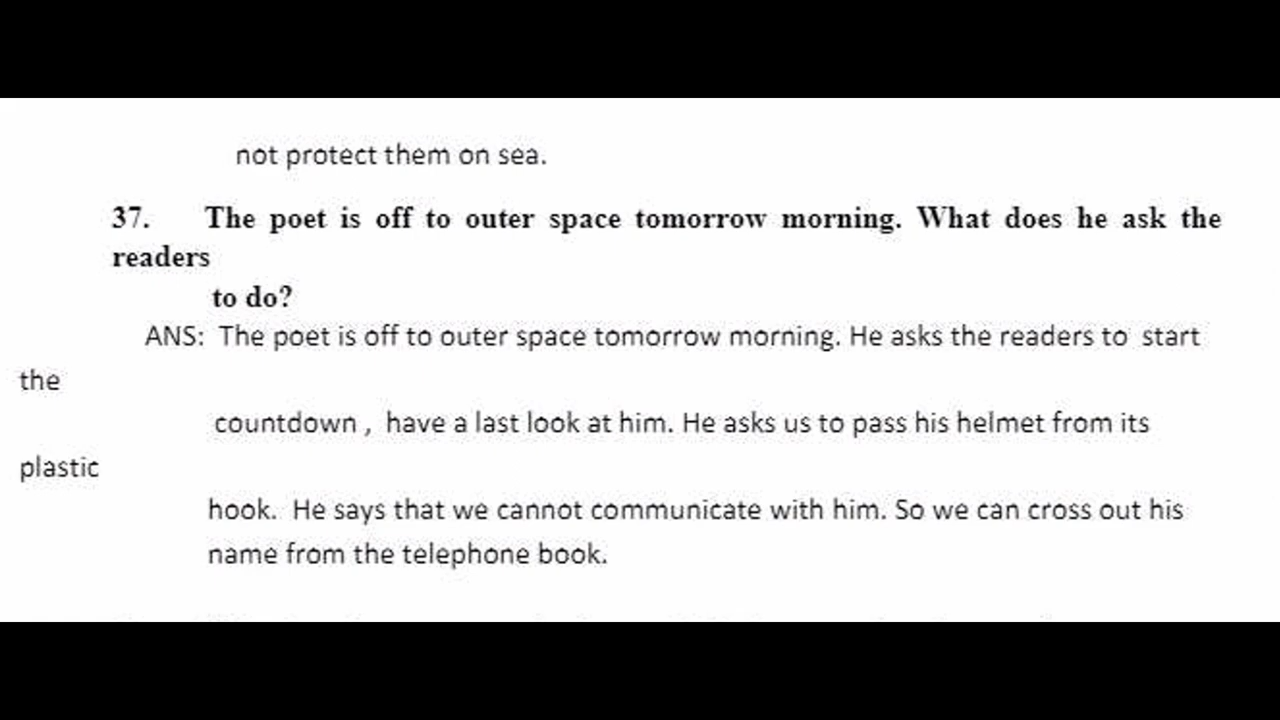 not protect them on sea.
37. The poet is off to outer space tomorrow morning. What does he ask the
readers
to do?
ANS: The poet is off to outer space tomorrow morning. He asks the readers to start
the
countdown , have a last look at him. He asks us to pass his helmet from its
plastic
hook. He says that we cannot communicate with him. So we can cross out his
name from the telephone book.